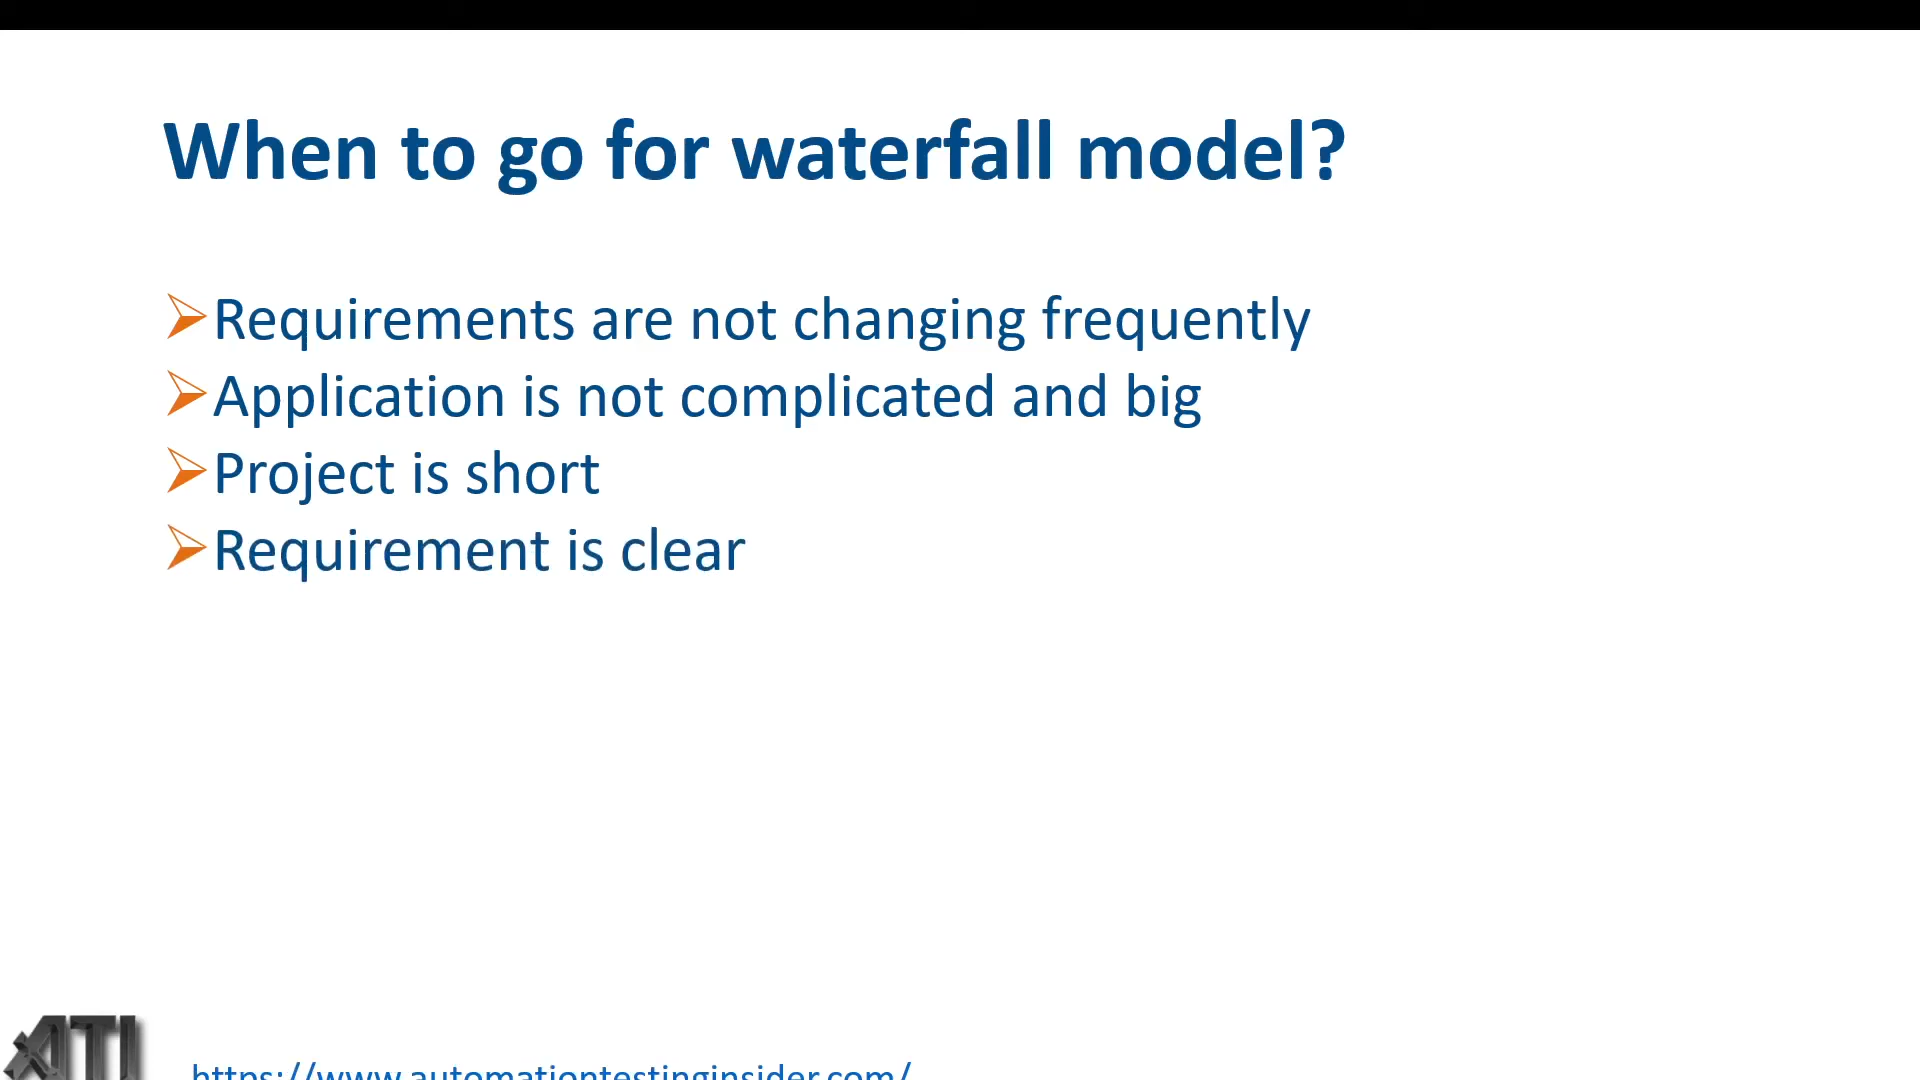 When to go for waterfall model?
Requirements are not changing frequently
Application is not complicated and big
Project is short
Requirement is clear
ATI
https://www.automationtestinginsider.com/